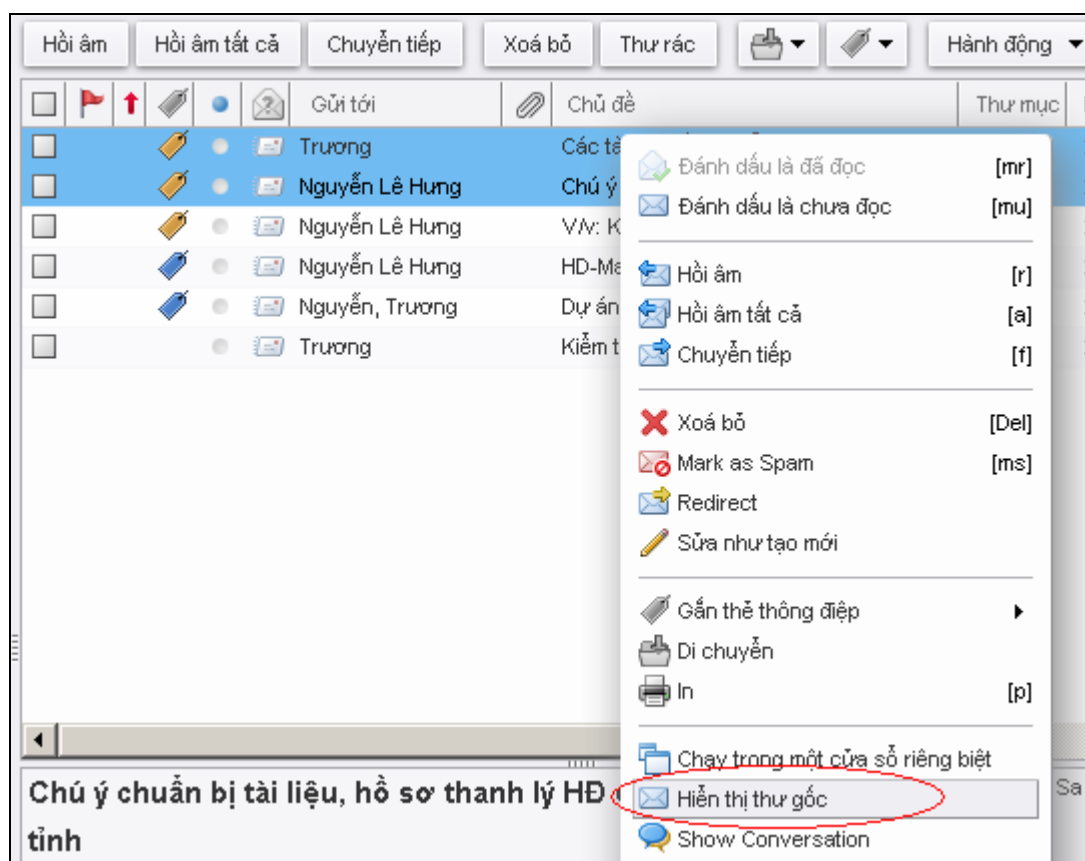 Hồi âm Hồi âm tất cả Chuyển tiếp Xoá bỏ Thư rác Hành động
Gửi tới Chủ đề Thư mục
Trương Các
Nguyễn Lê Hưng Chú ý
Nguyễn Lê Hưng V/v:
Nguyễn Lê Hưng
Nguyễn, Trương Dự án
Trương
Đánh dấu là đã đọc [mr]
Đánh dấu là chưa đọc [mu]
Hồi âm [r]
Hồi âm tất cả [a]
Chuyển tiếp [f]
Xoá bỏ [Del]
Mark as Spam [ms]
Redirect
Sửa như tạo mới
Gắn thẻ thông điệp
Di chuyển
In [p]
Chạy trong một cửa sổ riêng biệt
Hiển thị thư gốc
Show Conversation
Chú ý chuẩn bị tài liệu, hồ sơ thanh lý HĐ
tỉnh